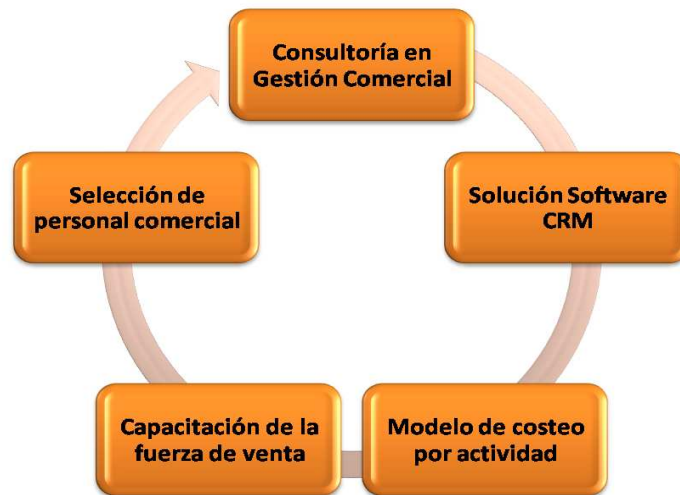 Consultoría en
Gestión Comercial
Solución Software
CRM
Modelo de costeo
por actividad
Capacitación de la
fuerza de venta
Selección de
personal comercial